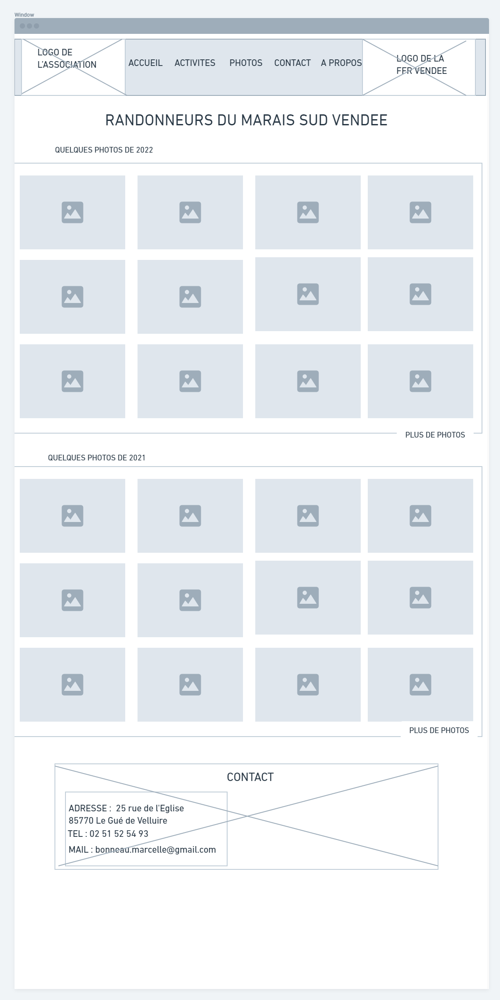 Window
LOGO DE
L'ASSOCIATION
ACCUEIL ACTIVITES PHOTOS CONTACT A PROPOS
LOGO DE LA
FFR VENDEE
RANDONNEURS DU MARAIS SUD VENDEE
QUELQUES PHOTOS DE 2022
PLUS DE PHOTOS
QUELQUES PHOTOS DE 2021
PLUS DE PHOTOS
CONTACT
ADRESSE : 25 rue de l'Eglise
85770 Le Gué de Velluire
TEL : 02 51 52 54 93
MAIL : bonneau.marcelle@gmail.com